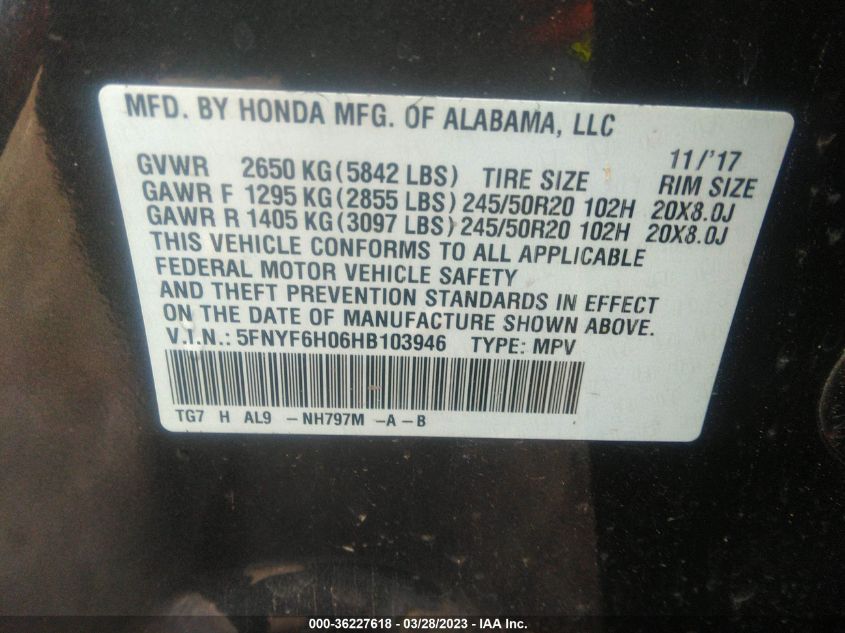 MFD. BY HONDA MFG. OF ALABAMA, LLC
11/'17
GVWR 2650 KG(5842 LBS) TIRE SIZE RIM SIZE
GAWR F 1295 KG(2855 LBS) 245/50R20 102H 20X8.0J
GAWR R 1405 KG(3097 LBS) 245/50R20 102H 20X8.0J
THIS VEHICLE CONFORMS TO ALL APPLICABLE
FEDERAL MOTOR VEHICLE SAFETY
AND THEFT PREVENTION STANDARDS IN EFFECT
ON THE DATE OF MANUFACTURE SHOWN ABOVE.
V.I.N.: 5FNYF6H06HB103946 TYPE: MPV
TG7 H AL9 -NH797M -A -B
000-36227618 - 03/28/2023 - IAA Inc.